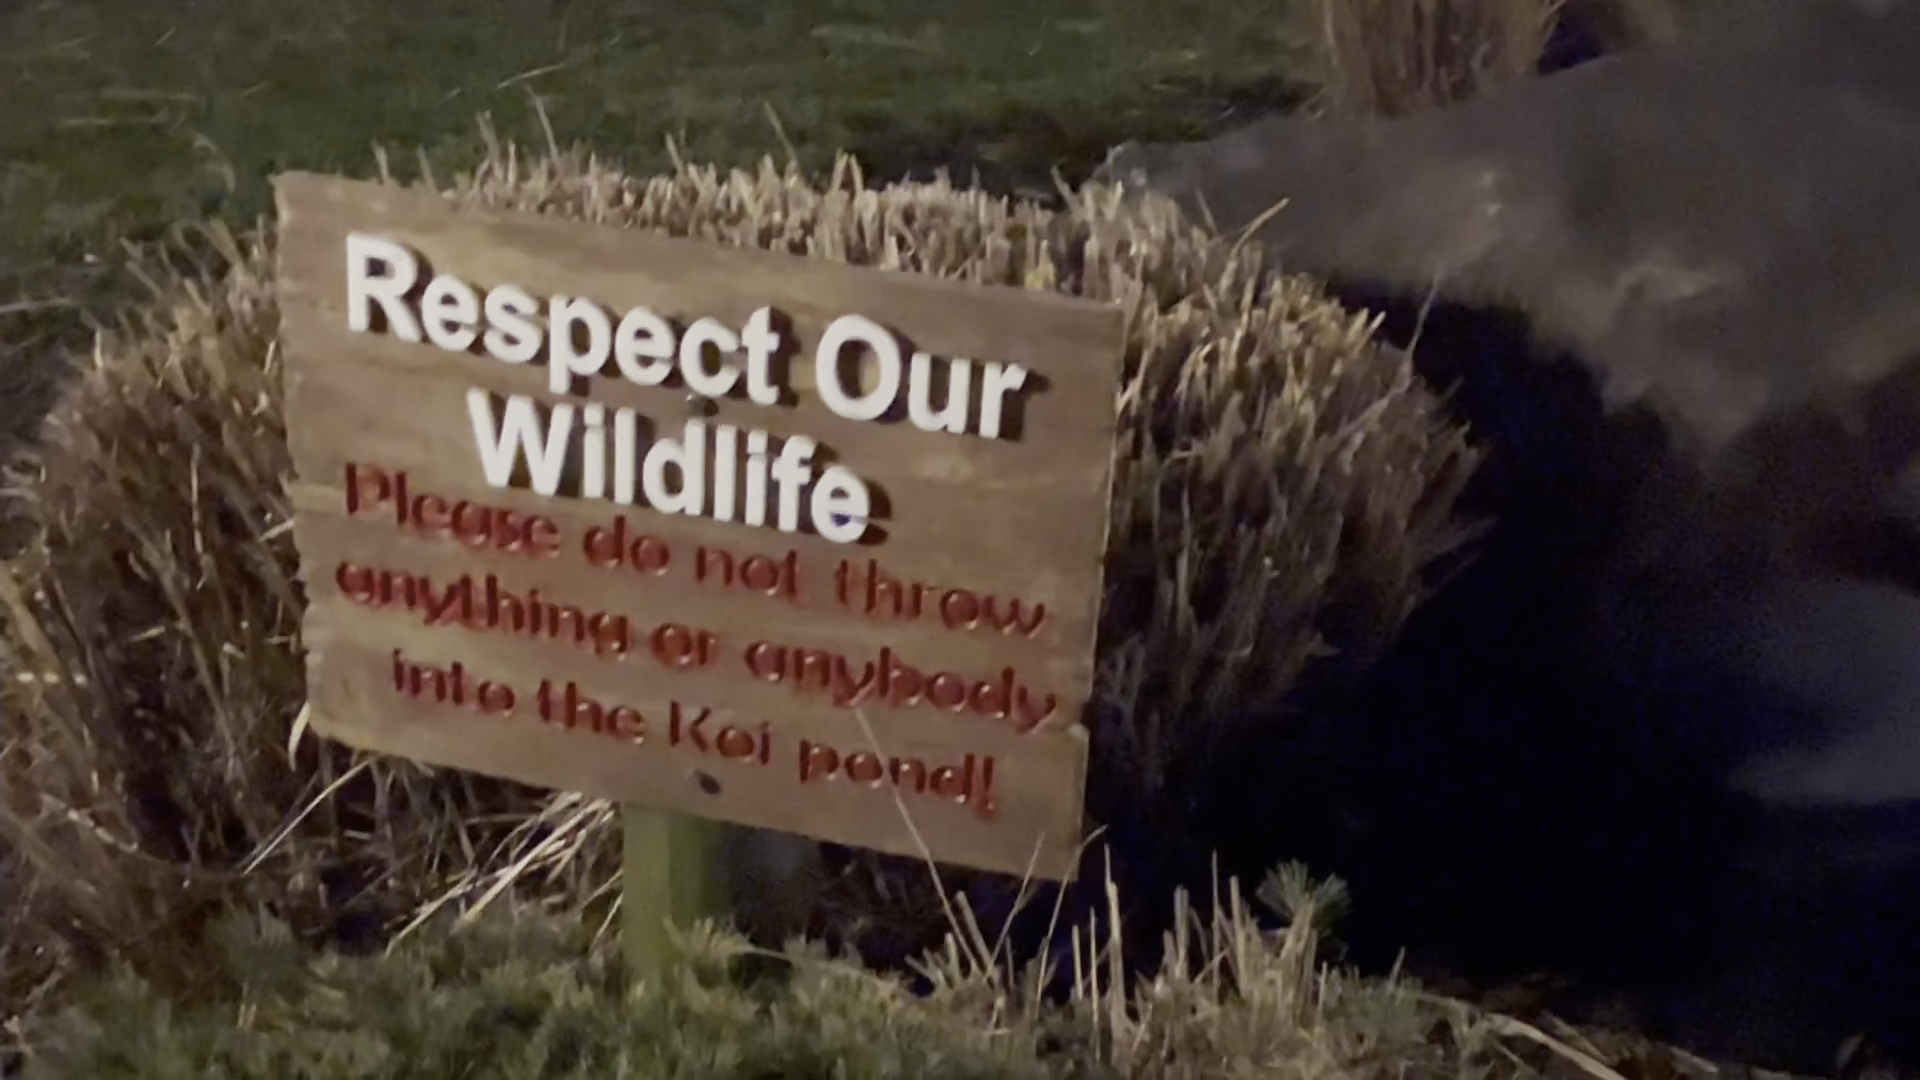 Respect Our
Wildlife
Please do not throw
anything or anybody
into the Koi pond!